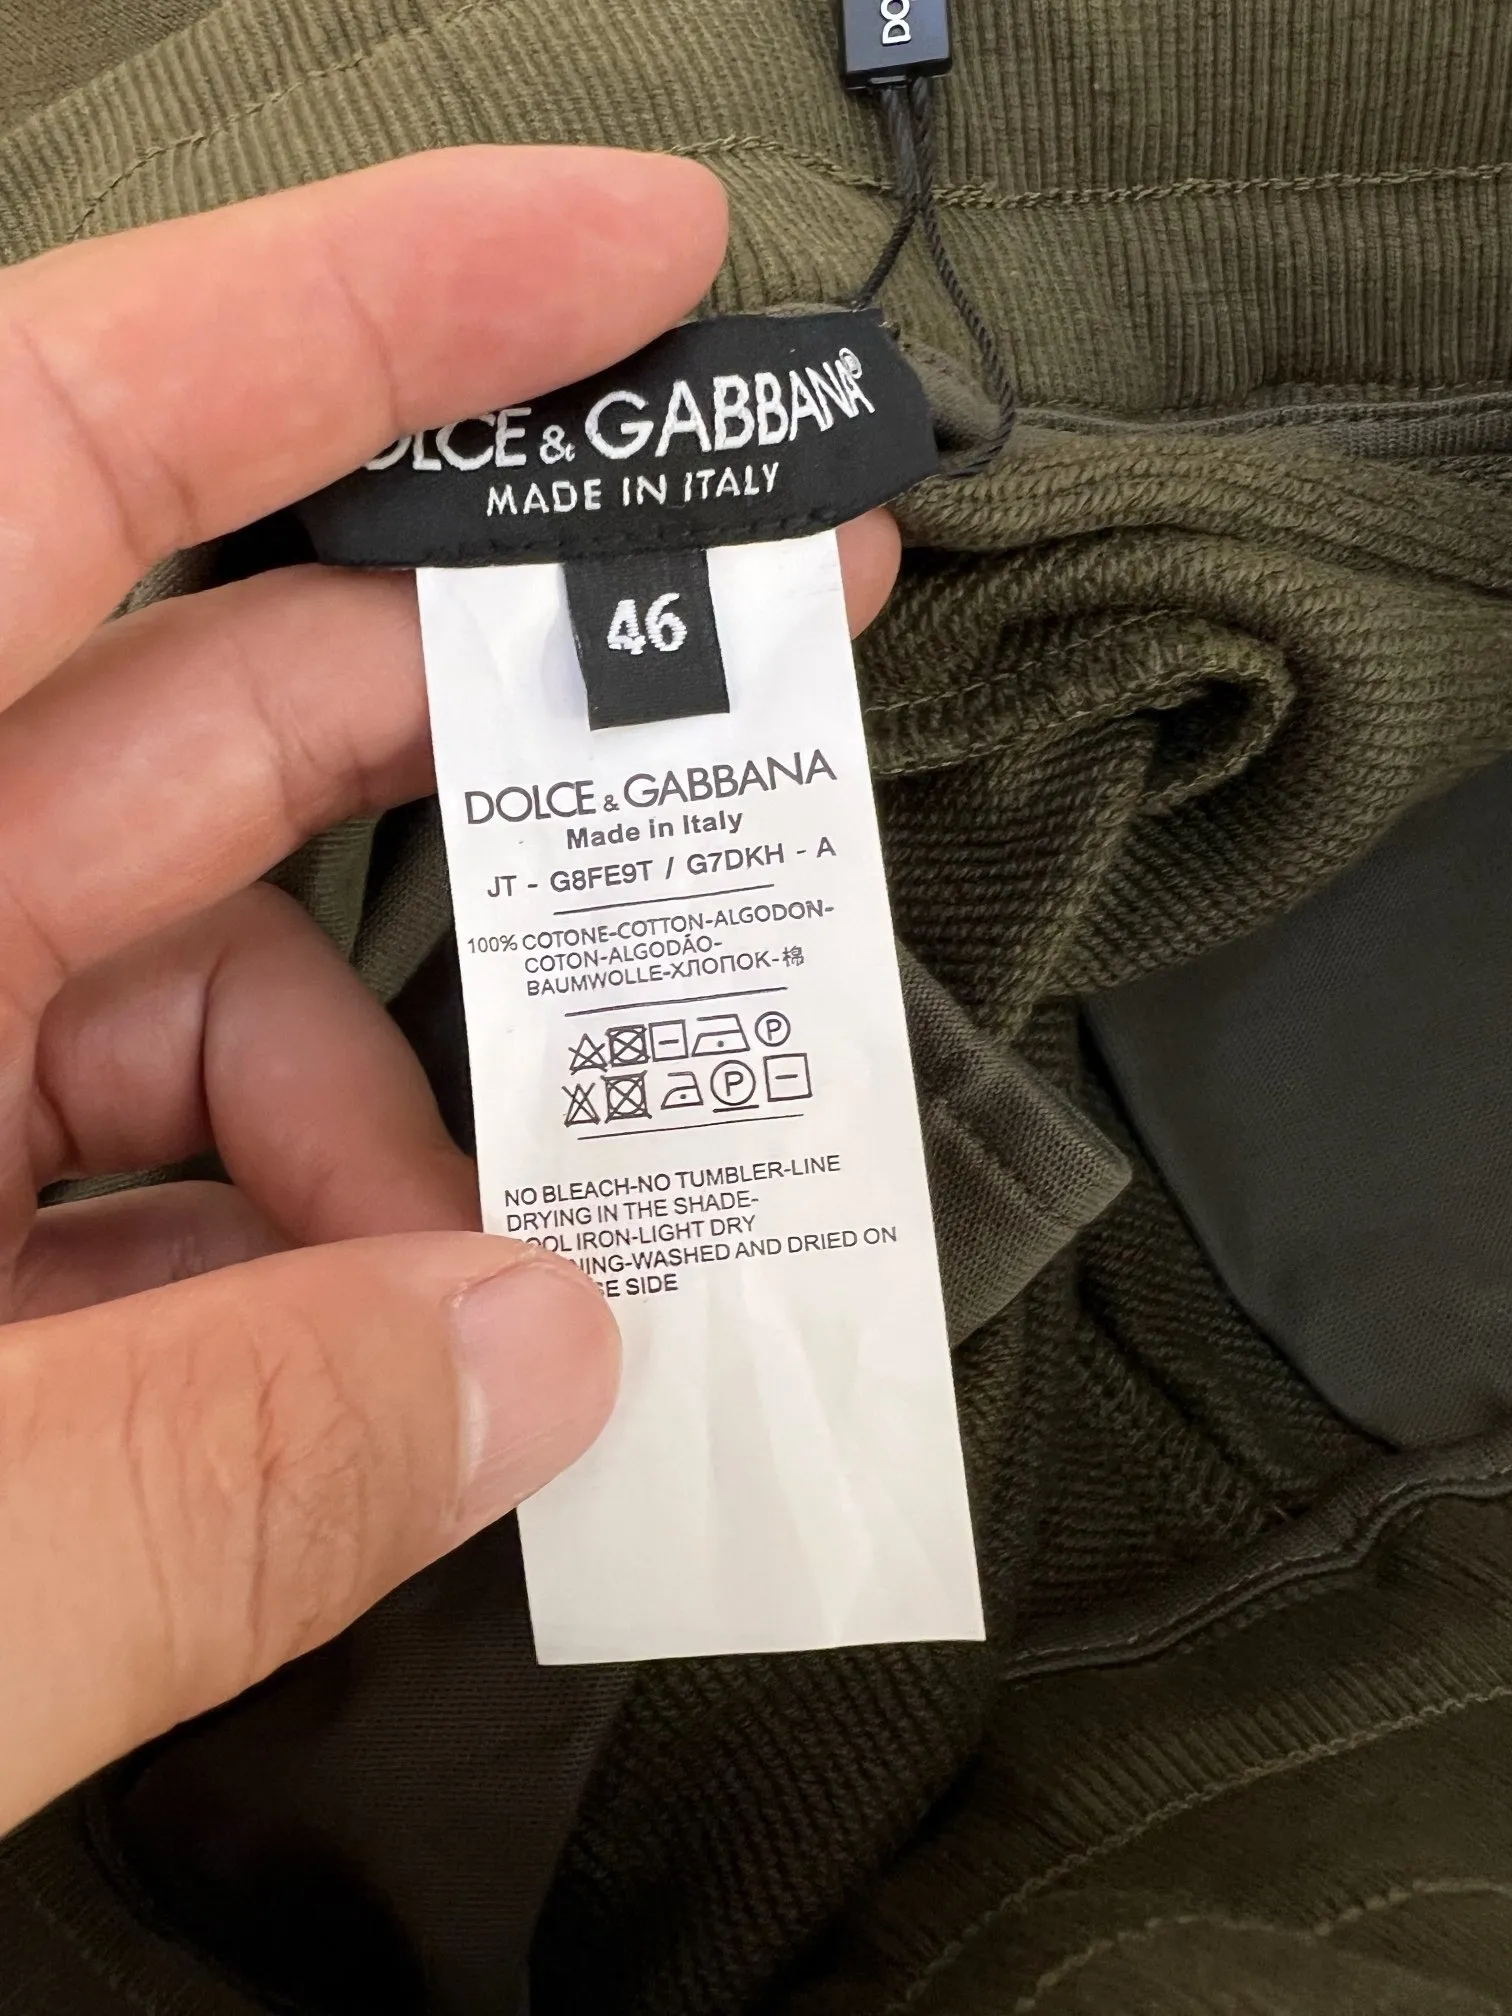 DO
DOLCE & GABBANA®
MADE IN ITALY
46
DOLCE & GABBANA
Made in Italy
JT - G8FE9T / G7DKH - A
100% COTONE-COTTON-ALGODON-
COTON-ALGODÃO-
BAUMWOLLE-ХЛОПОК-棉
P
P
NO BLEACH-NO TUMBLER-LINE
DRYING IN THE SHADE-
IRON-LIGHT DRY
WASHED AND DRIED ON
SIDE